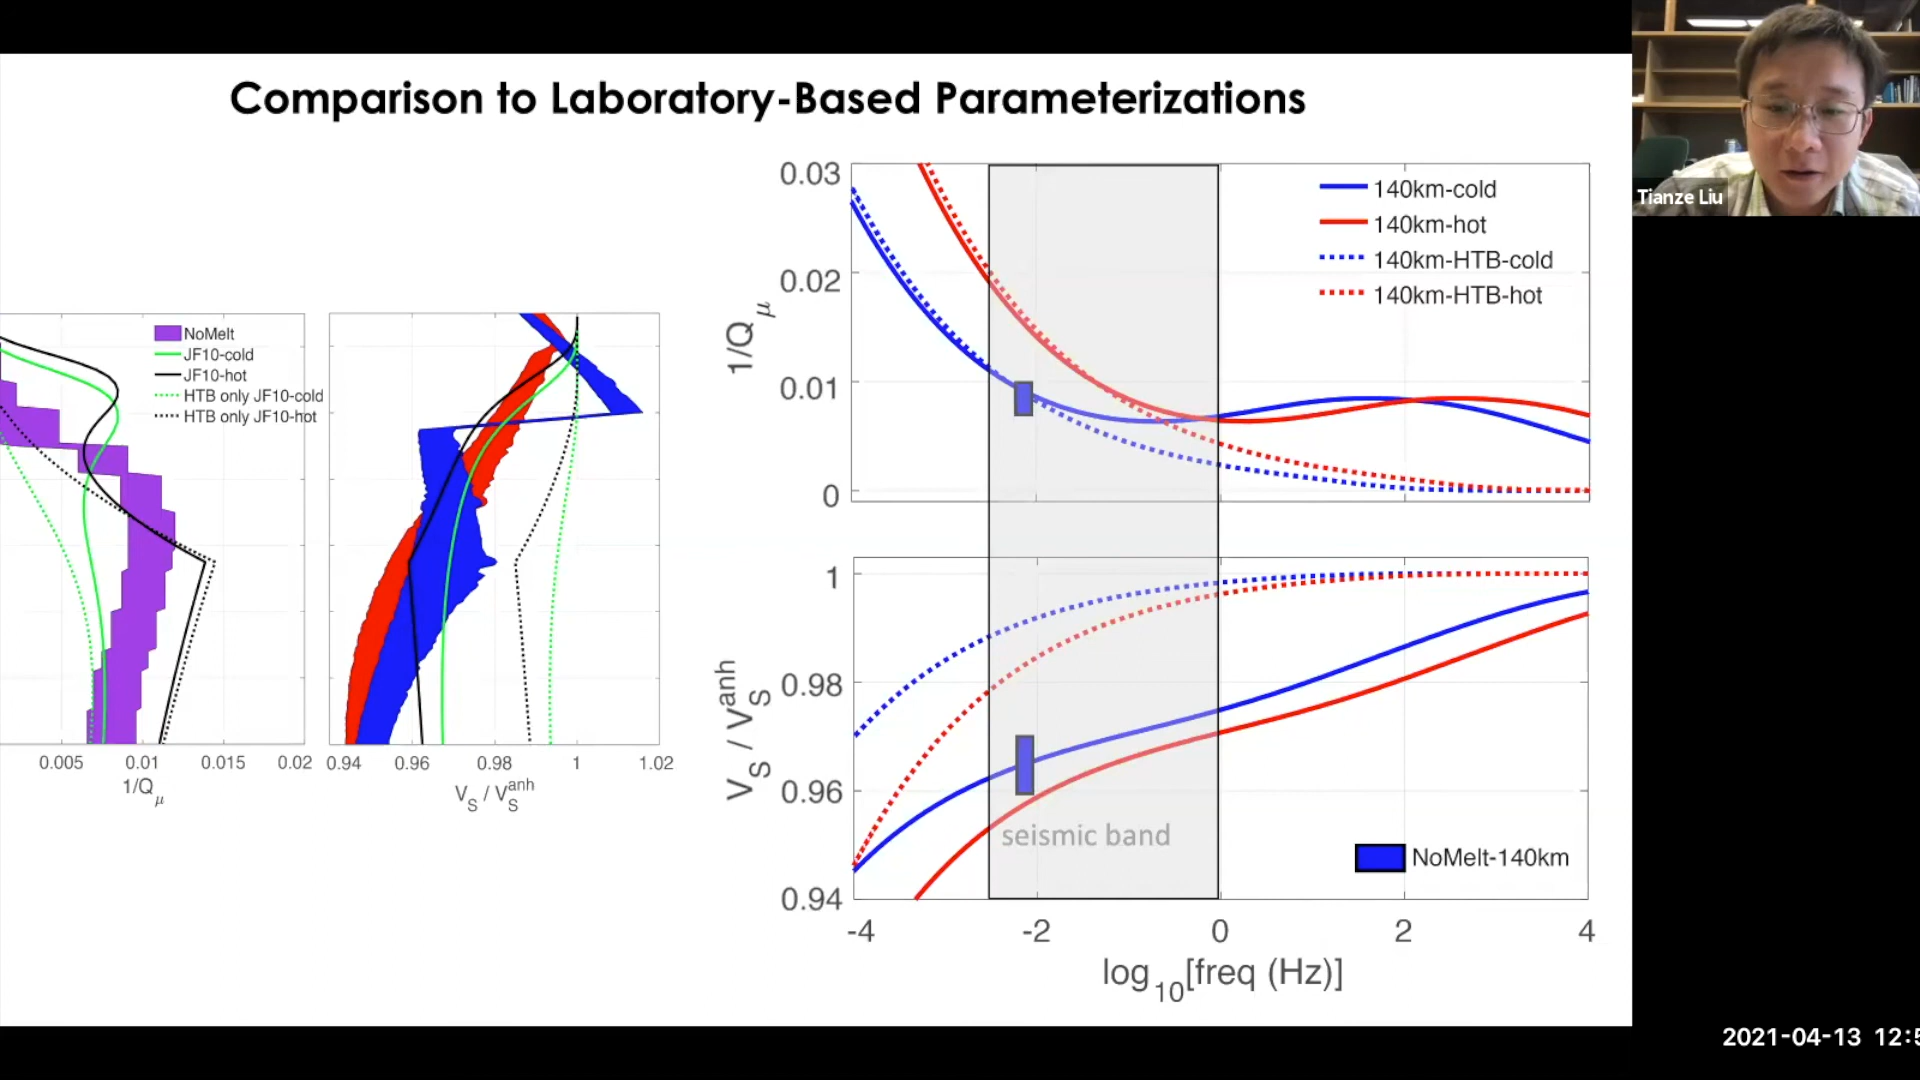 Comparison to Laboratory-Based Parameterizations
Tianze Liu
NoMelt
JF10-cold
JF10-hot
HTB only JF10-cold
HTB only JF10-hot
0.005 0.01 0.015 0.02
1/Qμ
0.94 0.96 0.98 1 1.02
VS / VSanh
0.03
0.02
0.01
0
1/Qμ
140km-cold
140km-hot
140km-HTB-cold
140km-HTB-hot
1
0.98
0.96
0.94
VS / VSanh
seismic band
NoMelt-140km
-4 -2 0 2 4
log10[freq (Hz)]
2021-04-13 12:5